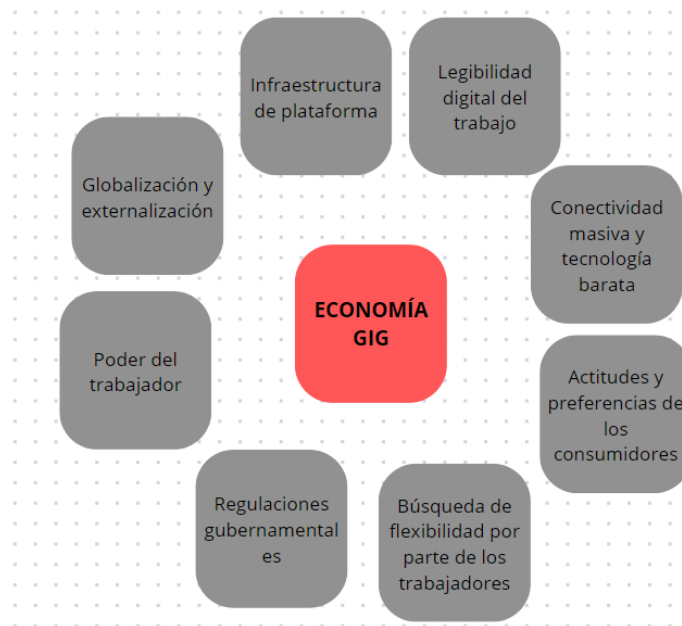 Infraestructura
de plataforma
Legibilidad
digital del
trabajo
Globalización y
externalización
Conectividad
masiva y
tecnología
barata
ECONOMÍA
GIG
Poder del
trabajador
Actitudes y
preferencias de
los
consumidores
Regulaciones
gubernamental
es
Búsqueda de
flexibilidad por
parte de los
trabajadores